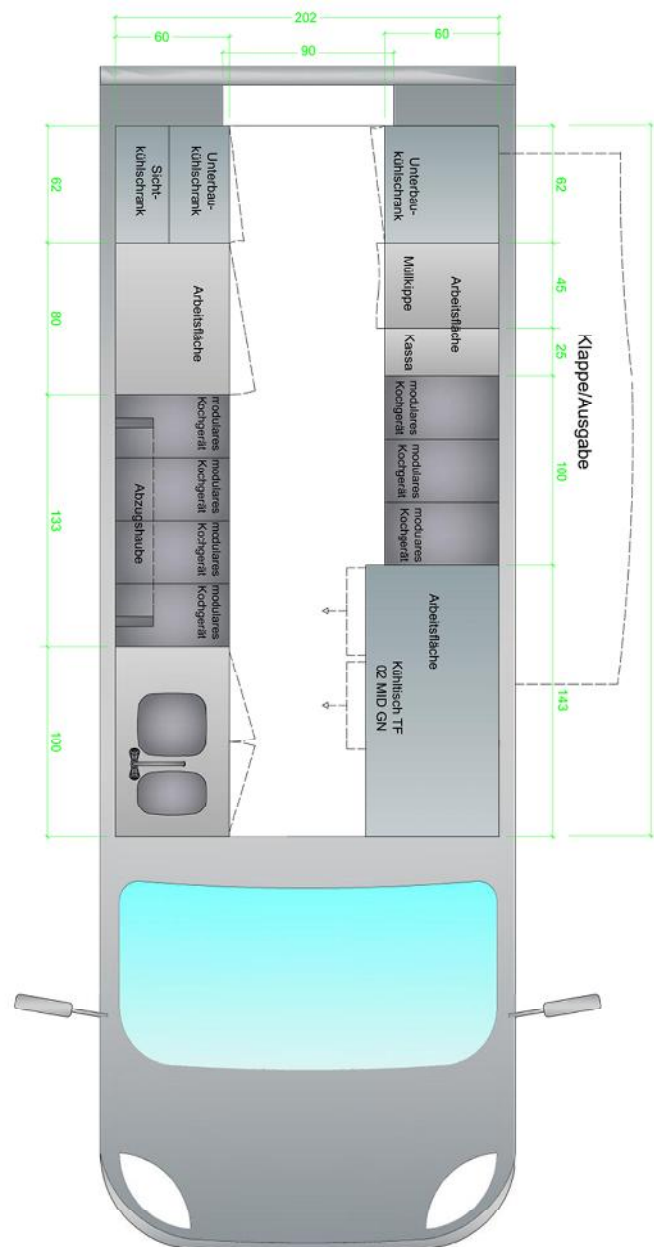 202
60
90
60
62
80
133
100
62
45
25
100
143
Sicht-
kühlschrank
Unterbau-
kühlschrank
Unterbau-
kühlschrank
Arbeitsfläche
Müllkippe
Arbeitsfläche
Kassa
Klappe/Ausgabe
modulares
Kochgerät
modulares
Kochgerät
modulares
Kochgerät
modulares
Kochgerät
Abzugshaube
modulares
Kochgerät
modulares
Kochgerät
moduares
Kochgerät
Arbeitsfläche
Kühltisch TF
02 MID GN